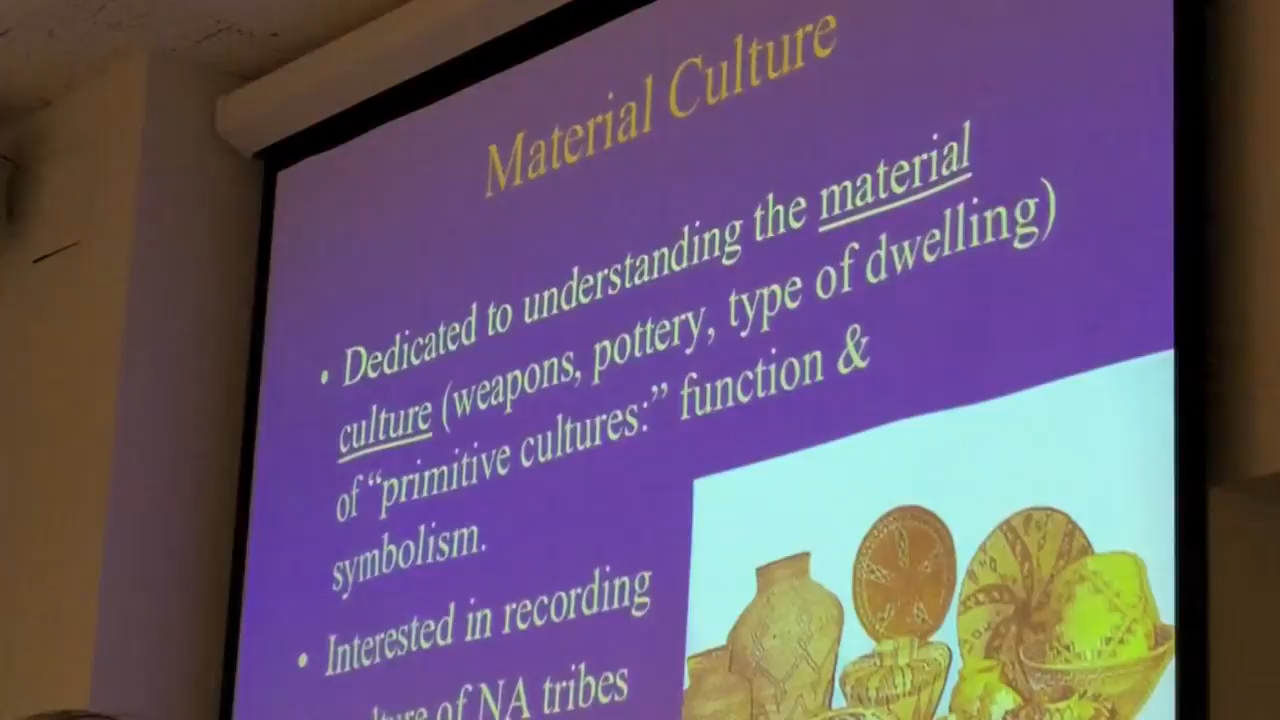 Material Culture
• Dedicated to understanding the material
culture (weapons, pottery, type of dwelling)
of “primitive cultures:” function &
symbolism.
• Interested in recording
of NA tribes